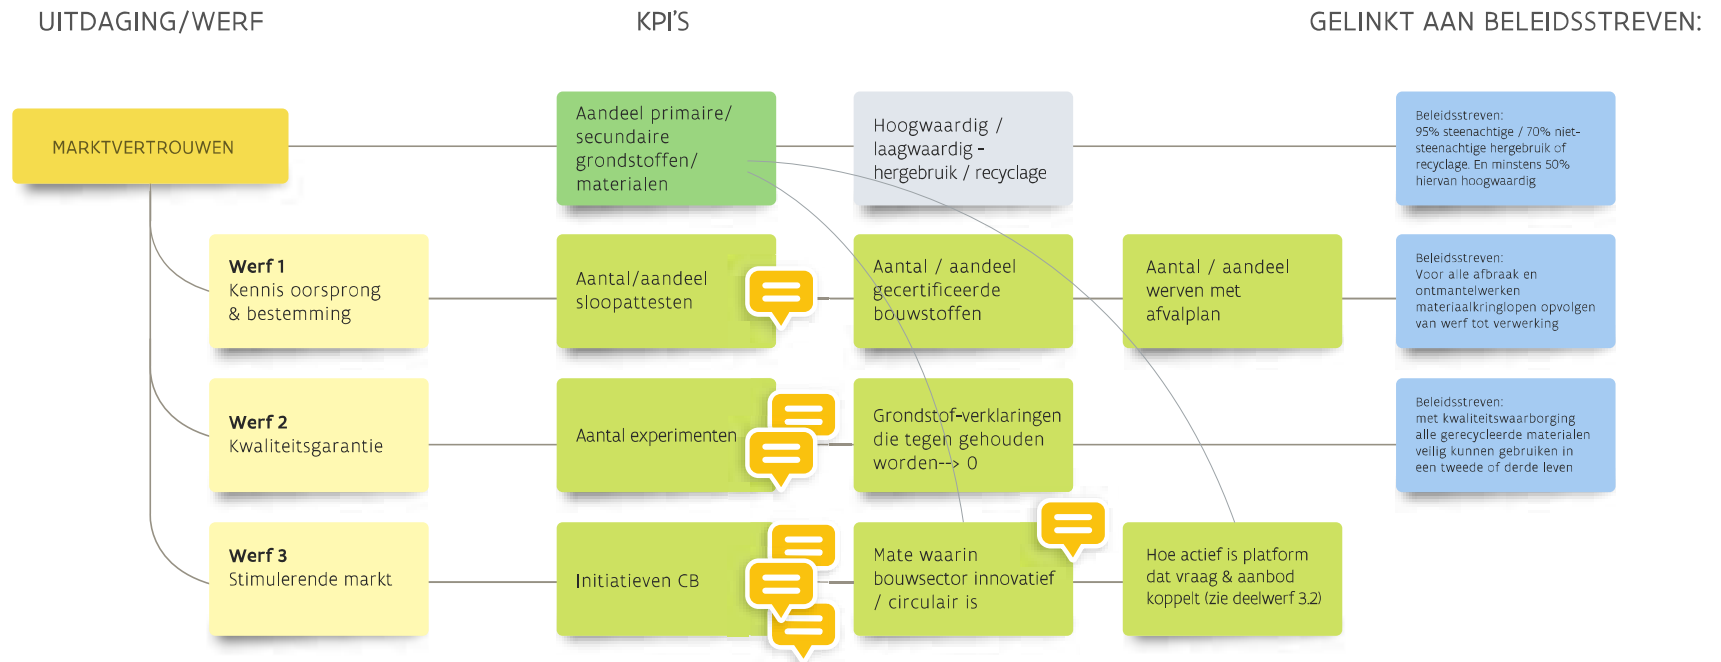 UITDAGING/WERF
KPI'S
GELINKT AAN BELEIDSSTREVEN:
MARKTVERTROUWEN
Aandeel primaire/
secundaire
grondstoffen/
materialen
Hoogwaardig /
laagwaardig -
hergebruik / recyclage
Beleidsstreven:
95% steenachtige / 70% niet-
steenachtige hergebruik of
recyclage. En minstens 50%
hiervan hoogwaardig
Werf 1
Kennis oorsprong
& bestemming
Aantal/aandeel
sloopattesten
Aantal / aandeel
gecertificeerde
bouwstoffen
Aantal / aandeel
werven met
afvalplan
Beleidsstreven:
Voor alle afbraak en
ontmantelwerken
materiaalkringlopen opvolgen
van werf tot verwerking
Werf 2
Kwaliteitsgarantie
Aantal experimenten
Grondstof-verklaringen
die tegen gehouden
worden--> 0
Beleidsstreven:
met kwaliteitswaarborging
alle gerecycleerde materialen
veilig kunnen gebruiken in
een tweede of derde leven
Werf 3
Stimulerende markt
Initiatieven CB
Mate waarin
bouwsector innovatief
/ circulair is
Hoe actief is platform
dat vraag & aanbod
koppelt (zie deelwerf 3.2)